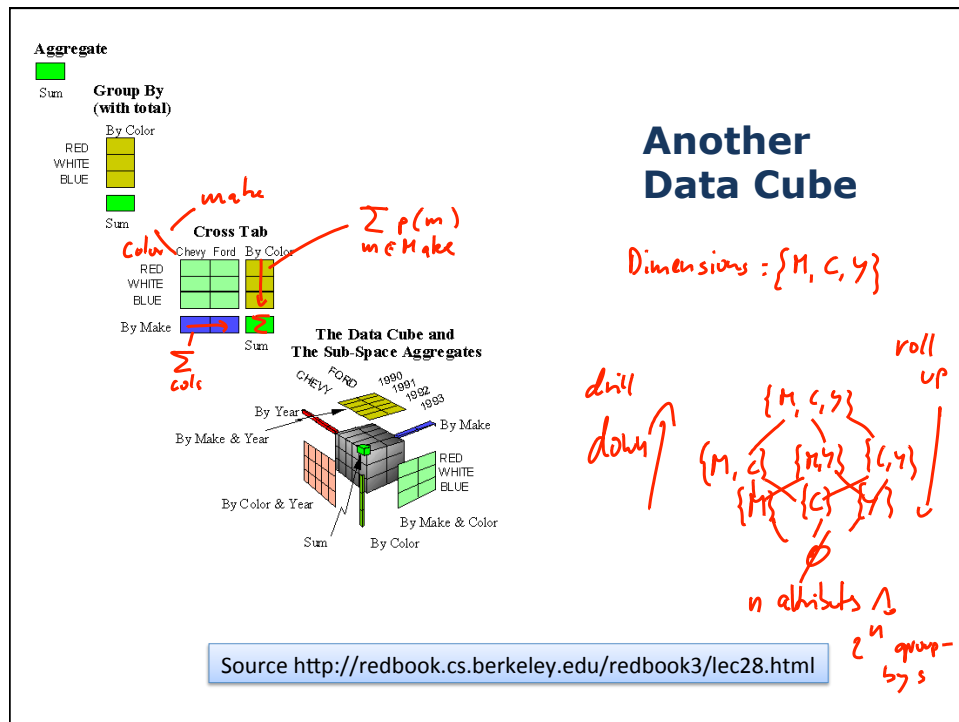 Aggregate
Sum
Group By
(with total)
By Color
RED
WHITE
BLUE
Sum
make
color
Cross Tab
Chevy Ford By Color
RED
WHITE
BLUE
By Make
Sum
Σ
Σ
cols
Σ p(m)
m∈Make
Another
Data Cube
Dimensions = {M, C, Y}
The Data Cube and
The Sub-Space Aggregates
CHEVY
FORD
1990
1991
1992
1993
By Year
By Make & Year
By Make
RED
WHITE
BLUE
By Color & Year
By Make & Color
Sum
By Color
drill
down
roll
up
{M, C, Y}
{M, C} {M,Y} {C,Y}
{M} {C} {Y}
∅
n attributes
2^n group-
bys
Source http://redbook.cs.berkeley.edu/redbook3/lec28.html